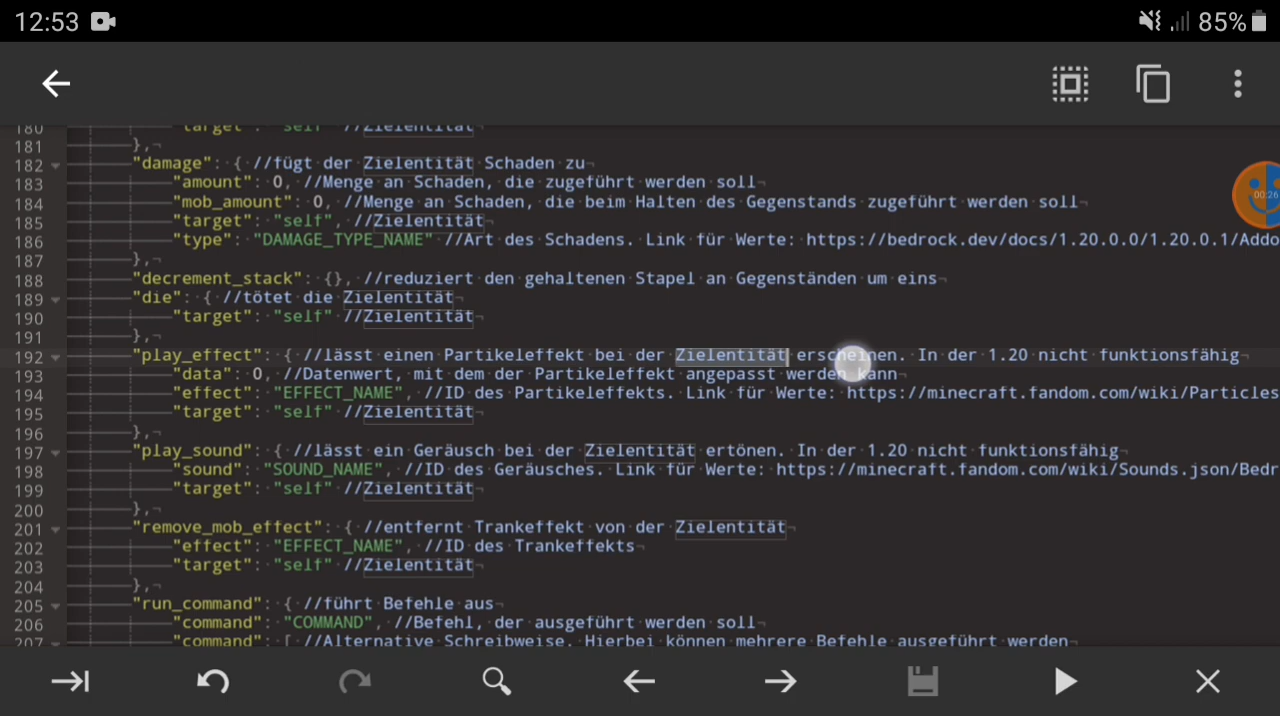 12:53
85%
180 "target": "self" //Zielentität
181 },
182 "damage": { //fügt der Zielentität Schaden zu
183 "amount": 0, //Menge an Schaden, die zugeführt werden soll
184 "mob_amount": 0, //Menge an Schaden, die beim Halten des Gegenstands zugeführt werden soll
185 "target": "self", //Zielentität
186 "type": "DAMAGE_TYPE_NAME" //Art des Schadens. Link für Werte: https://bedrock.dev/docs/1.20.0.0/1.20.0.1/Addo
187 },
188 "decrement_stack": {}, //reduziert den gehaltenen Stapel an Gegenständen um eins
189 "die": { //tötet die Zielentität
190 "target": "self" //Zielentität
191 },
192 "play_effect": { //lässt einen Partikeleffekt bei der Zielentität erscheinen. In der 1.20 nicht funktionsfähig
193 "data": 0, //Datenwert, mit dem der Partikeleffekt angepasst werden kann
194 "effect": "EFFECT_NAME", //ID des Partikeleffekts. Link für Werte: https://minecraft.fandom.com/wiki/Particles
195 "target": "self" //Zielentität
196 },
197 "play_sound": { //lässt ein Geräusch bei der Zielentität ertönen. In der 1.20 nicht funktionsfähig
198 "sound": "SOUND_NAME", //ID des Geräusches. Link für Werte: https://minecraft.fandom.com/wiki/Sounds.json/Bedr
199 "target": "self" //Zielentität
200 },
201 "remove_mob_effect": { //entfernt Trankeffekt von der Zielentität
202 "effect": "EFFECT_NAME", //ID des Trankeffekts
203 "target": "self" //Zielentität
204 },
205 "run_command": { //führt Befehle aus
206 "command": "COMMAND", //Befehl, der ausgeführt werden soll
207 "command": [ //Alternative Schreibweise. Hierbei können mehrere Befehle ausgeführt werden
00:26